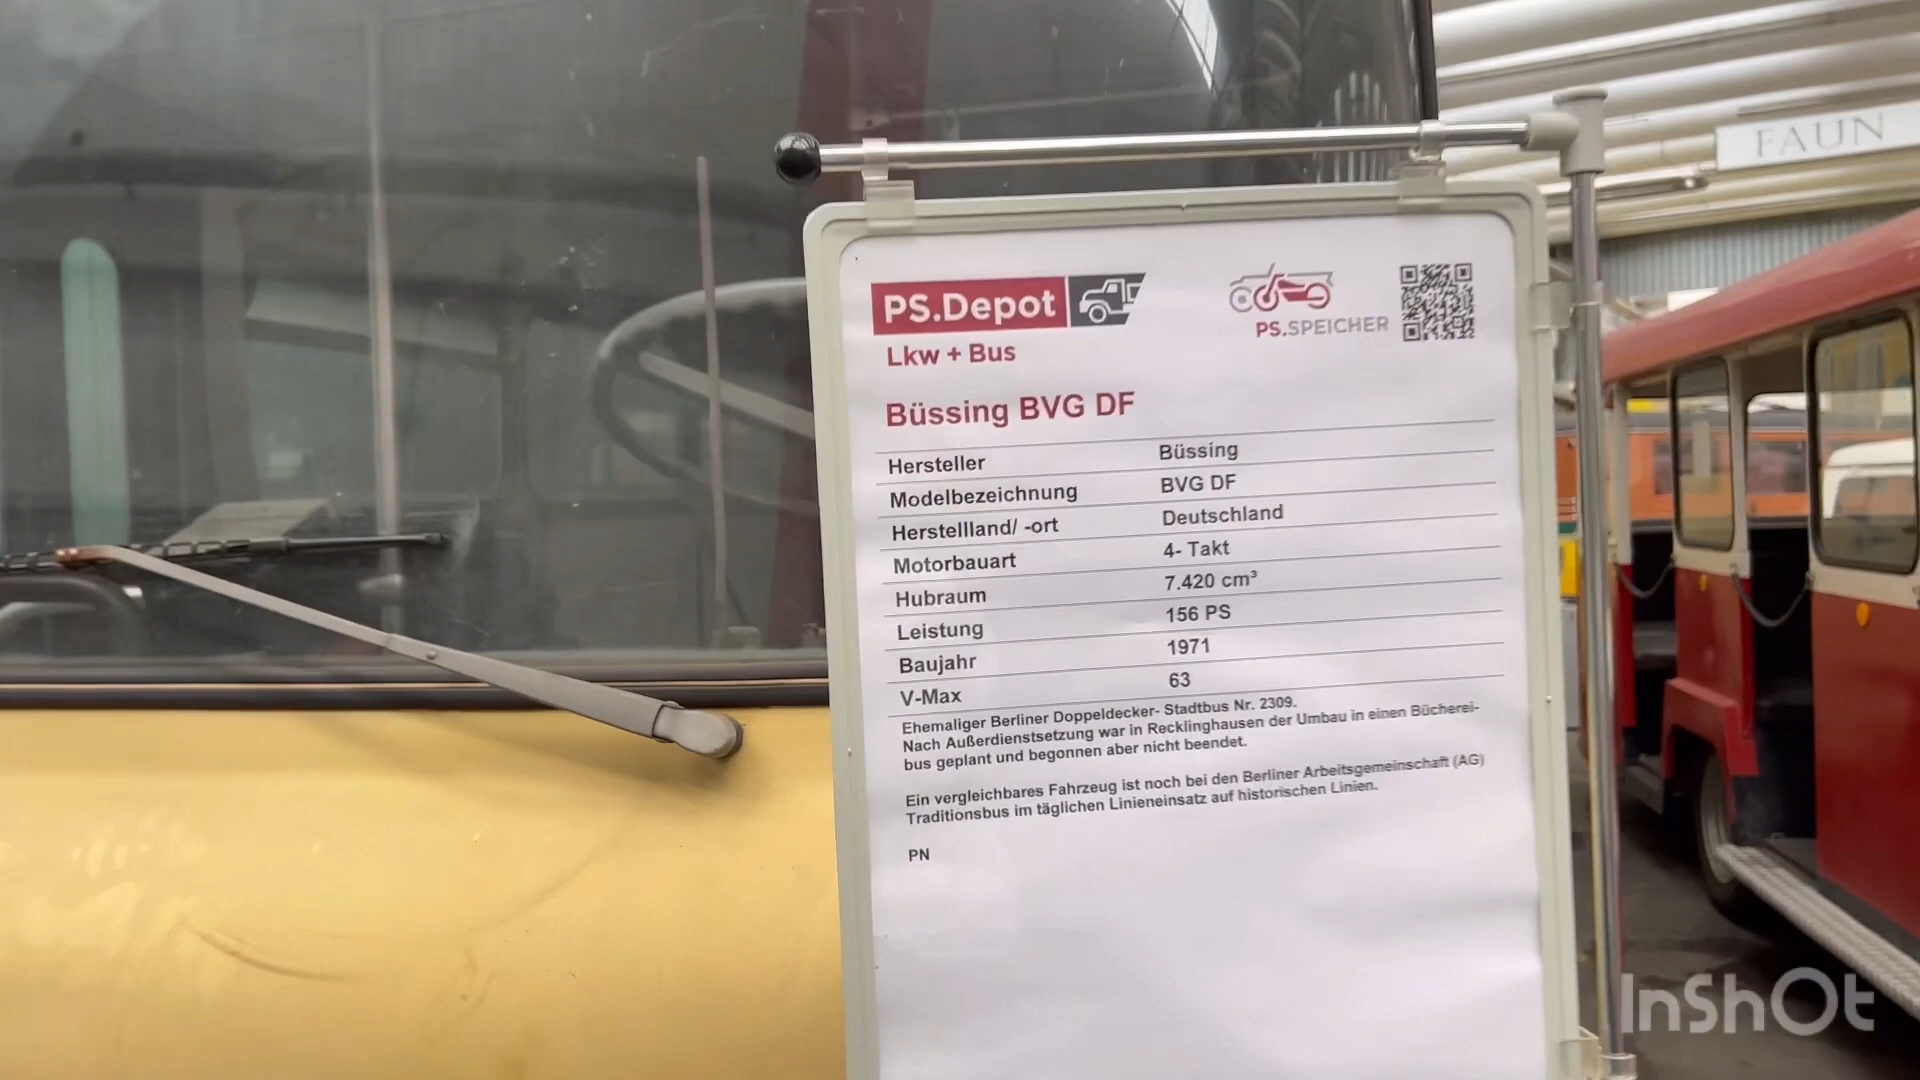 FAUN
PS.Depot
PS.SPEICHER
Lkw + Bus
Büssing BVG DF
Hersteller Büssing
Modelbezeichnung BVG DF
Herstellland/ -ort Deutschland
Motorbauart 4- Takt
Hubraum 7.420 cm³
Leistung 156 PS
Baujahr 1971
V-Max 63
Ehemaliger Berliner Doppeldecker- Stadtbus Nr. 2309.
Nach Außerdienstsetzung war in Recklinghausen der Umbau in einen Bücherei-
bus geplant und begonnen aber nicht beendet.
Ein vergleichbares Fahrzeug ist noch bei den Berliner Arbeitsgemeinschaft (AG)
Traditionsbus im täglichen Linieneinsatz auf historischen Linien.
PN
InShOt